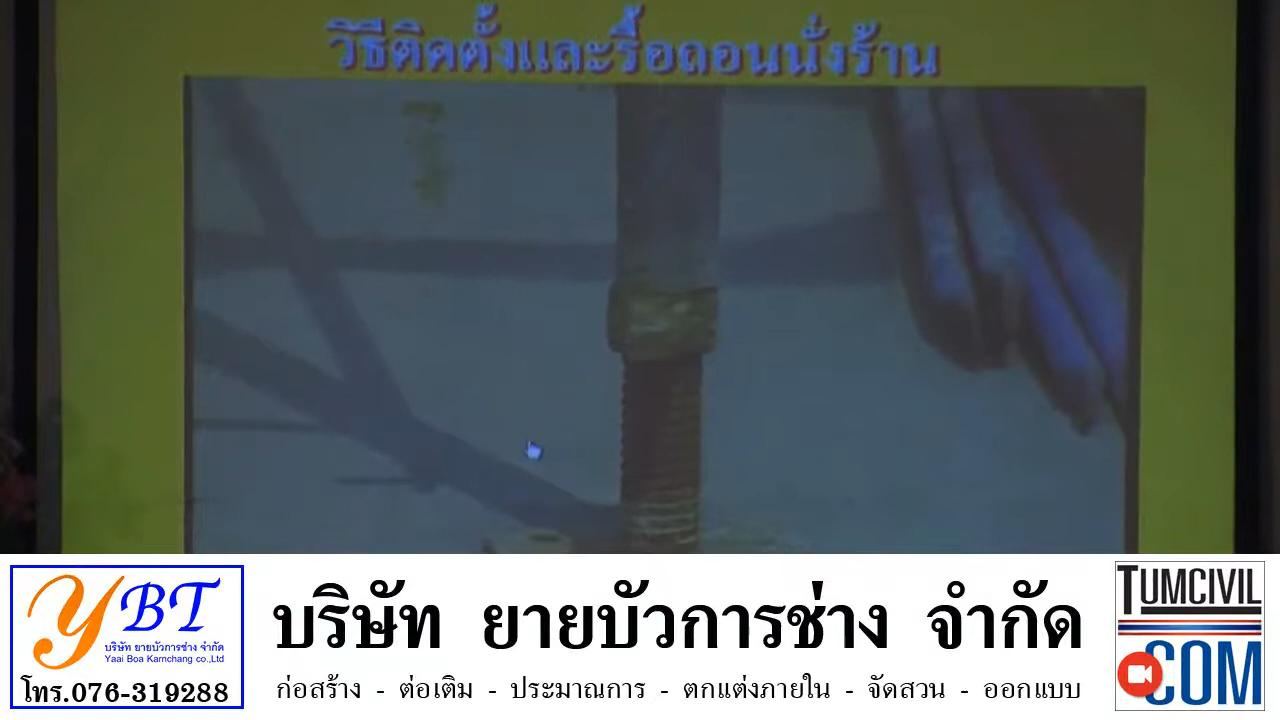 วิธีติดตั้งและรื้อถอนนั่งร้าน
YBT
บริษัท ยายบัวการช่าง จำกัด
Yaai Boa Karnchang co.,Ltd
โทร.076-319288
บริษัท ยายบัวการช่าง จำกัด
ก่อสร้าง - ต่อเติม - ประมาณการ - ตกแต่งภายใน - จัดสวน - ออกแบบ
TUMCIVIL
COM